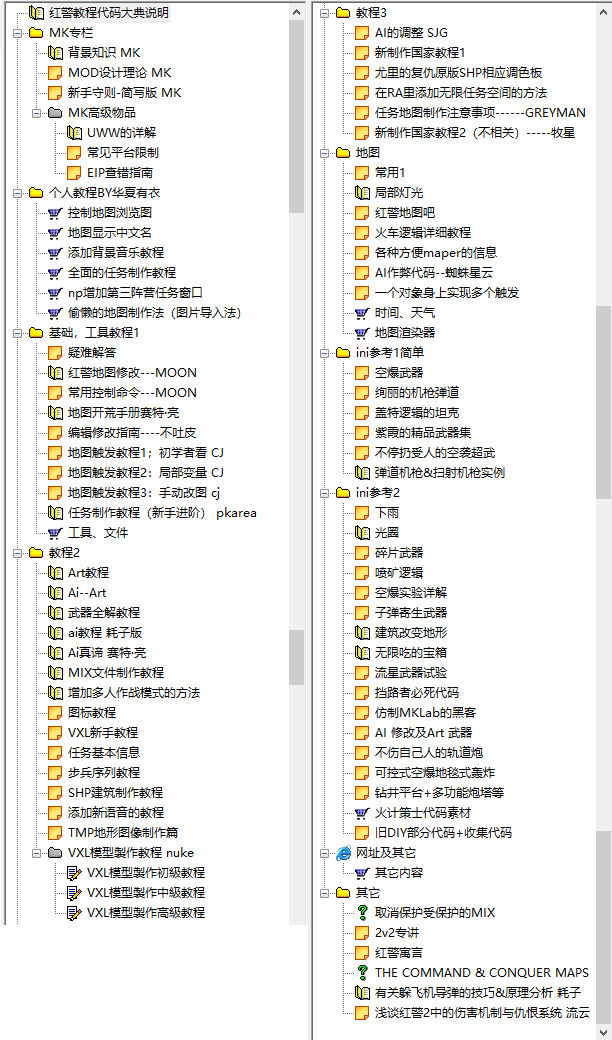 红警教程代码大典说明
MK专栏
背景知识 MK
MOD设计理论 MK
新手守则-简写版 MK
MK高级物品
UWW的详解
常见平台限制
EIP查错指南
个人教程BY华夏有衣
控制地图浏览图
地图显示中文名
添加背景音乐教程
全面的任务制作教程
np增加第三阵营任务窗口
偷懒的地图制作法（图片导入法）
基础，工具教程1
疑难解答
红警地图修改---MOON
常用控制命令---MOON
地图开荒手册赛特·亮
编辑修改指南----不吐皮
地图触发教程1；初学者看 CJ
地图触发教程2：局部变量 CJ
地图触发教程3：手动改图 cj
任务制作教程（新手进阶） pkarea
工具、文件
教程2
Art教程
Ai--Art
武器全解教程
ai教程 耗子版
Ai真谛 赛特·亮
MIX文件制作教程
增加多人作战模式的方法
图标教程
VXL新手教程
任务基本信息
步兵序列教程
SHP建筑制作教程
添加新语音的教程
TMP地形图像制作篇
VXL模型製作教程 nuke
VXL模型製作初級教程
VXL模型製作中級教程
VXL模型製作高級教程
教程3
AI的调整 SJG
新制作国家教程1
尤里的复仇原版SHP相应调色板
在RA里添加无限任务空间的方法
任务地图制作注意事项------GREYMAN
新制作国家教程2（不相关）-----牧星
地图
常用1
局部灯光
红警地图吧
火车逻辑详细教程
各种方便maper的信息
AI作弊代码--蜘蛛星云
一个对象身上实现多个触发
时间、天气
地图渲染器
ini参考1简单
空爆武器
绚丽的机枪弹道
盖特逻辑的坦克
紫霞的精品武器集
不停扔受人的空袭超武
弹道机枪&扫射机枪实例
ini参考2
下雨
光圈
碎片武器
喷矿逻辑
空爆实验详解
子弹寄生武器
建筑改变地形
无限吃的宝箱
流星武器试验
挡路者必死代码
仿制MKLab的黑客
AI 修改及Art 武器
不伤自己人的轨道炮
可控式空爆地毯式轰炸
钻井平台+多功能炮塔等
火计策士代码素材
旧DIY部分代码+收集代码
网址及其它
其它内容
其它
取消保护受保护的MIX
2v2专讲
红警寓言
THE COMMAND & CONQUER MAPS
有关躲飞机导弹的技巧&原理分析 耗子
浅谈红警2中的伤害机制与仇恨系统 流云